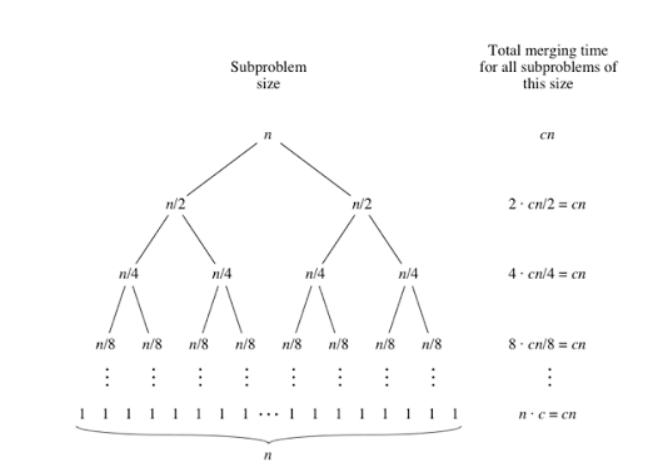 Total merging time
for all subproblems of
this size
Subproblem
size
n cn
n/2 n/2 2 · cn/2 = cn
n/4 n/4 n/4 n/4 4 · cn/4 = cn
n/8 n/8 n/8 n/8 n/8 n/8 n/8 n/8 8 · cn/8 = cn
⋮ ⋮ ⋮ ⋮ ⋮ ⋮ ⋮ ⋮ ⋮
1 1 1 1 1 1 1 1 ··· 1 1 1 1 1 1 1 1 n · c = cn
n